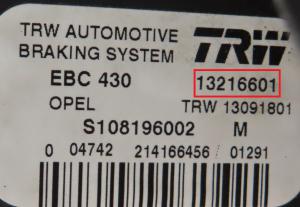 TRW AUTOMOTIVE
BRAKING SYSTEM
TRW
EBC 430 13216601
OPEL TRW 13091801
S108196002 M
0 04742 214166456 01291